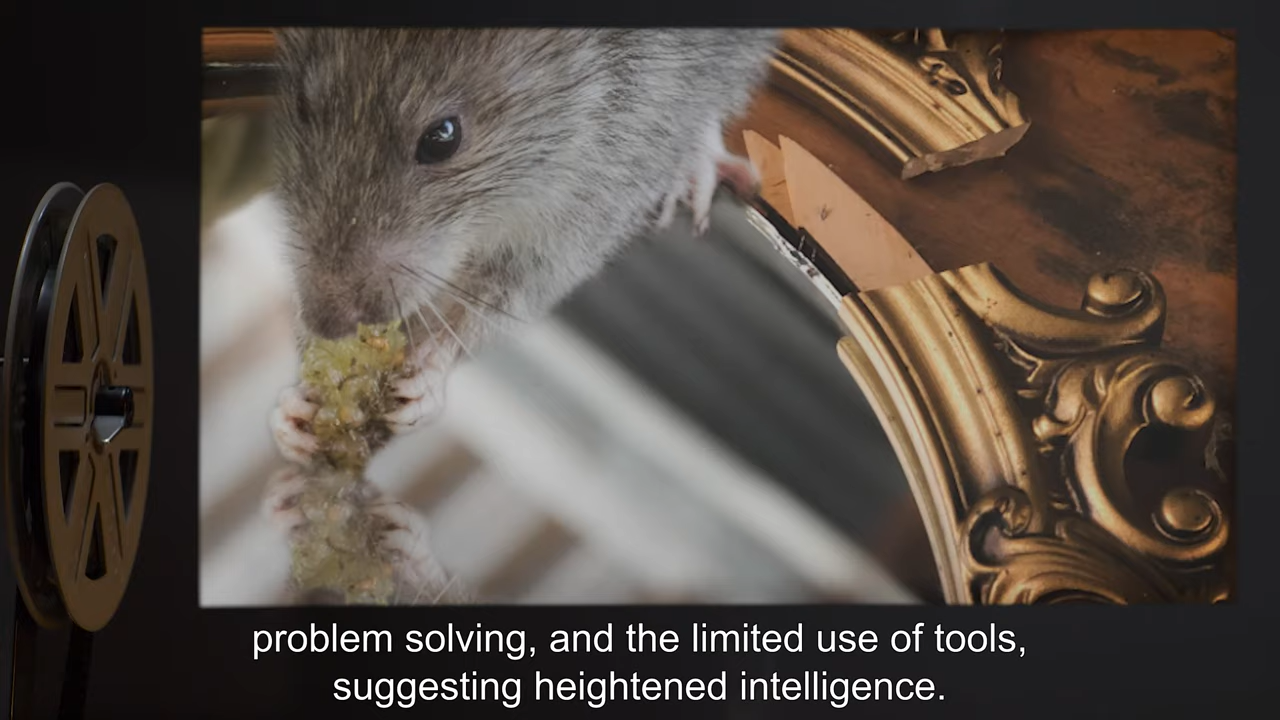 problem solving, and the limited use of tools,
suggesting heightened intelligence.